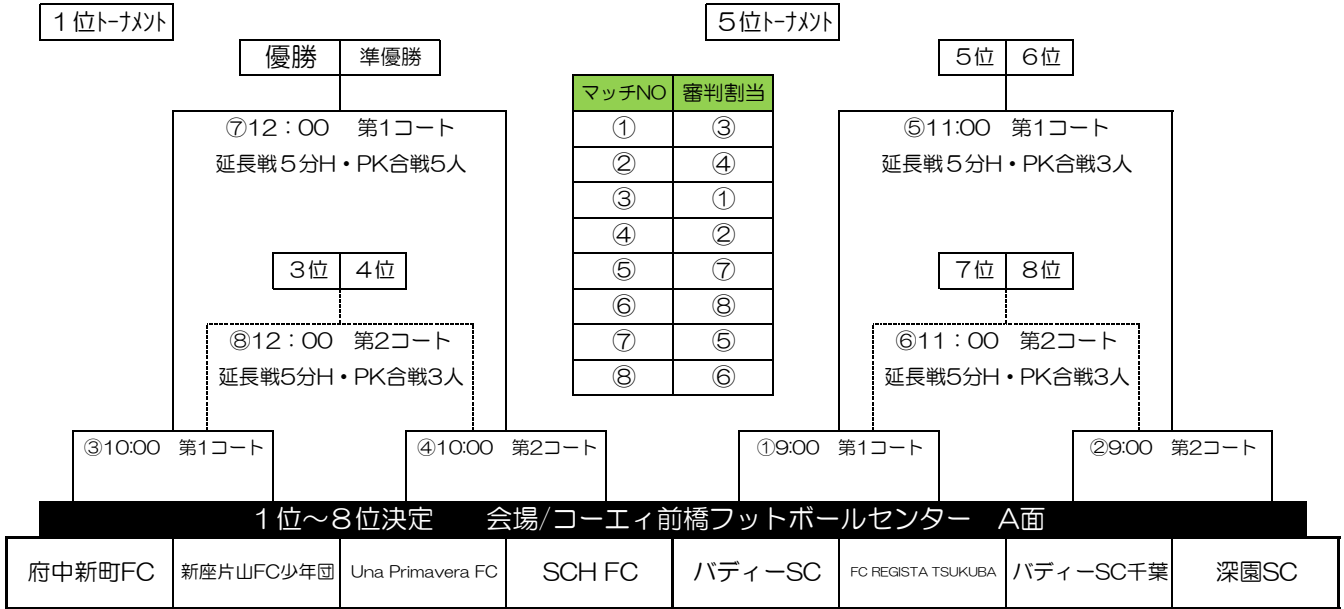 １位ﾄｰﾅﾒﾝﾄ
５位ﾄｰﾅﾒﾝﾄ
優勝 準優勝
５位 ６位
マッチNO 審判割当
① ③
② ④
③ ①
④ ②
⑤ ⑦
⑥ ⑧
⑦ ⑤
⑧ ⑥
⑦12：00　第1コート
延長戦５分H・PK合戦5人
⑤11:00　第1コート
延長戦５分H・PK合戦3人
３位 ４位
７位 ８位
⑧12：00　第2コート
延長戦5分H・PK合戦3人
⑥11：00　第2コート
延長戦5分H・PK合戦3人
③10:00　第1コート
④10:00　第2コート
①9:00　第1コート
②9:00　第2コート
１位～８位決定　　会場/コーエィ前橋フットボールセンター　A面
府中新町FC 新座片山FC少年団 Una Primavera FC SCH FC バディーSC FC REGISTA TSUKUBA バディーSC千葉 深園SC